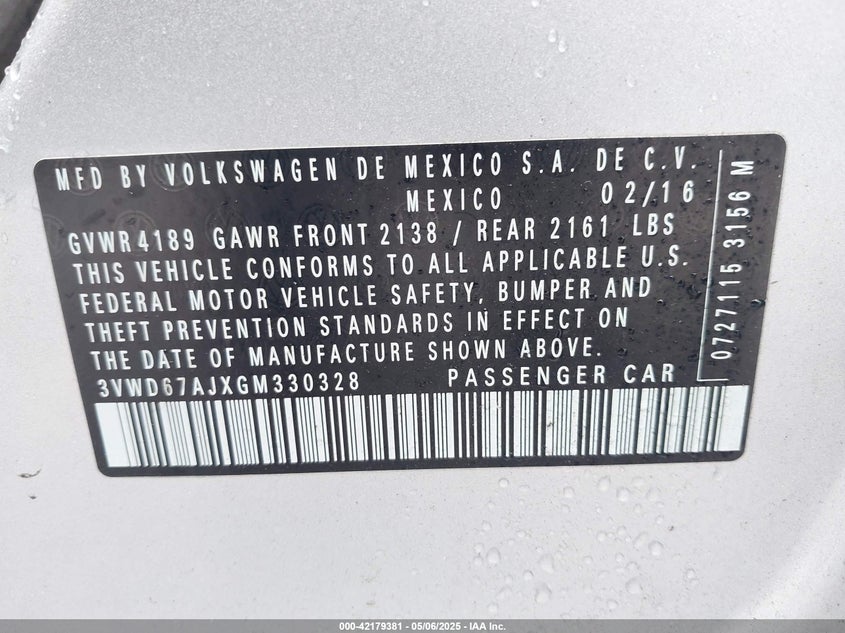 MFD BY VOLKSWAGEN DE MEXICO S.A. DE C.V.
MEXICO 02/16
GVWR 4189 GAWR FRONT 2138 / REAR 2161 LBS
THIS VEHICLE CONFORMS TO ALL APPLICABLE U.S.
FEDERAL MOTOR VEHICLE SAFETY, BUMPER AND
THEFT PREVENTION STANDARDS IN EFFECT ON
THE DATE OF MANUFACTURE SHOWN ABOVE.
3VWD67AJXGM330328 PASSENGER CAR
0727115 3156 M
000-42179381 - 05/06/2025 - IAA Inc.